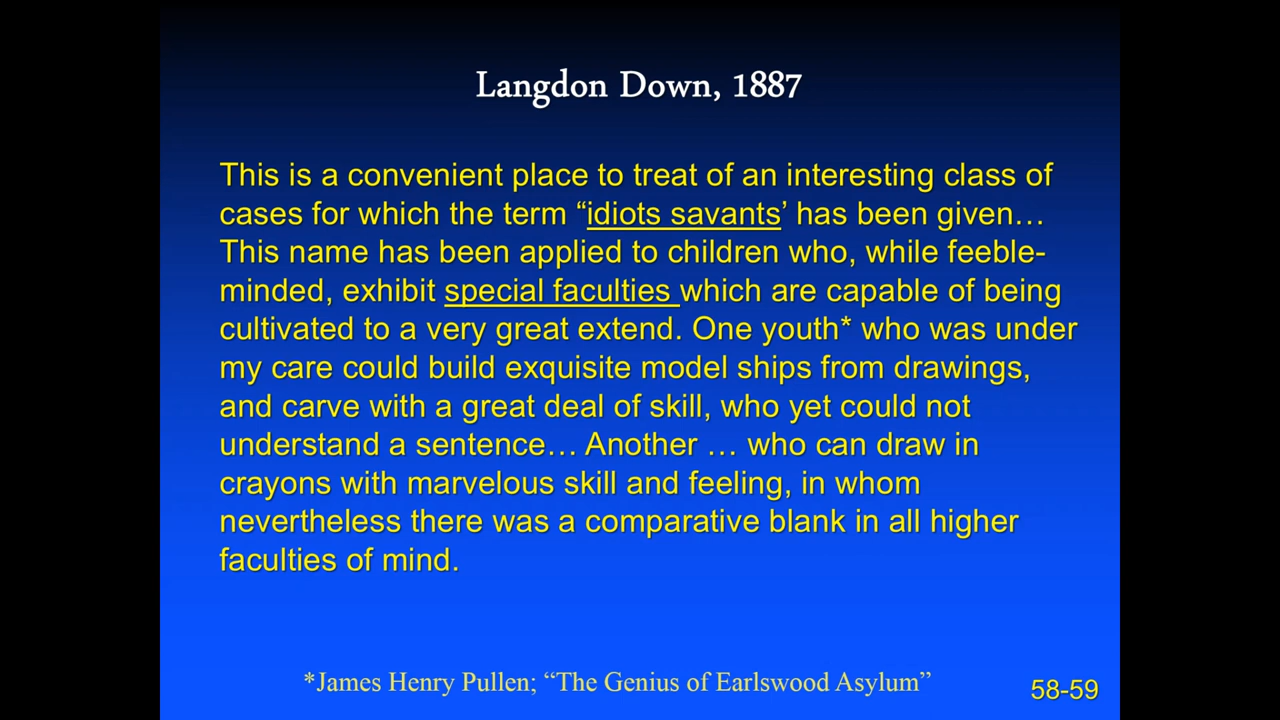 Langdon Down, 1887
This is a convenient place to treat of an interesting class of
cases for which the term “idiots savants’ has been given…
This name has been applied to children who, while feeble-
minded, exhibit special faculties which are capable of being
cultivated to a very great extend. One youth* who was under
my care could build exquisite model ships from drawings,
and carve with a great deal of skill, who yet could not
understand a sentence… Another … who can draw in
crayons with marvelous skill and feeling, in whom
nevertheless there was a comparative blank in all higher
faculties of mind.
*James Henry Pullen; “The Genius of Earlswood Asylum”
58-59